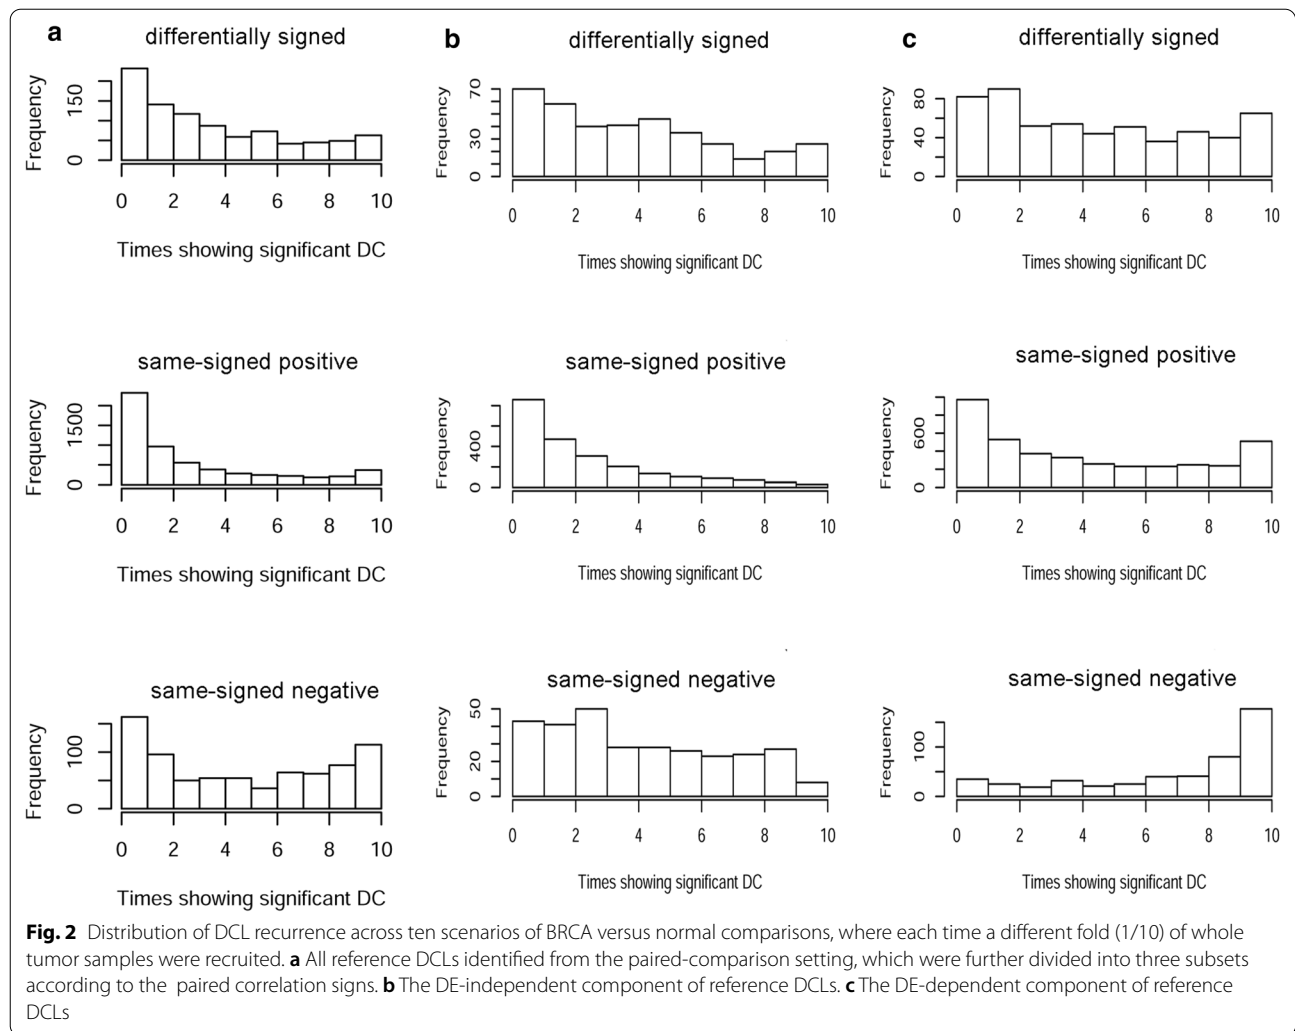 a
differentially signed
Frequency
0 150
0 2 4 6 8 10
Times showing significant DC
b
differentially signed
Frequency
0 30 70
0 2 4 6 8 10
Times showing significant DC
c
differentially signed
Frequency
0 40 80
0 2 4 6 8 10
Times showing significant DC
same-signed positive
Frequency
0 1500
0 2 4 6 8 10
Times showing significant DC
same-signed positive
Frequency
0 400
0 2 4 6 8 10
Times showing significant DC
same-signed positive
Frequency
0 600
0 2 4 6 8 10
Times showing significant DC
same-signed negative
Frequency
0 100
0 2 4 6 8 10
Times showing significant DC
same-signed negative
Frequency
0 20 50
0 2 4 6 8 10
Times showing significant DC
same-signed negative
Frequency
0 100
0 2 4 6 8 10
Times showing significant DC
Fig. 2 Distribution of DCL recurrence across ten scenarios of BRCA versus normal comparisons, where each time a different fold (1/10) of whole
tumor samples were recruited. a All reference DCLs identified from the paired-comparison setting, which were further divided into three subsets
according to the paired correlation signs. b The DE-independent component of reference DCLs. c The DE-dependent component of reference
DCLs